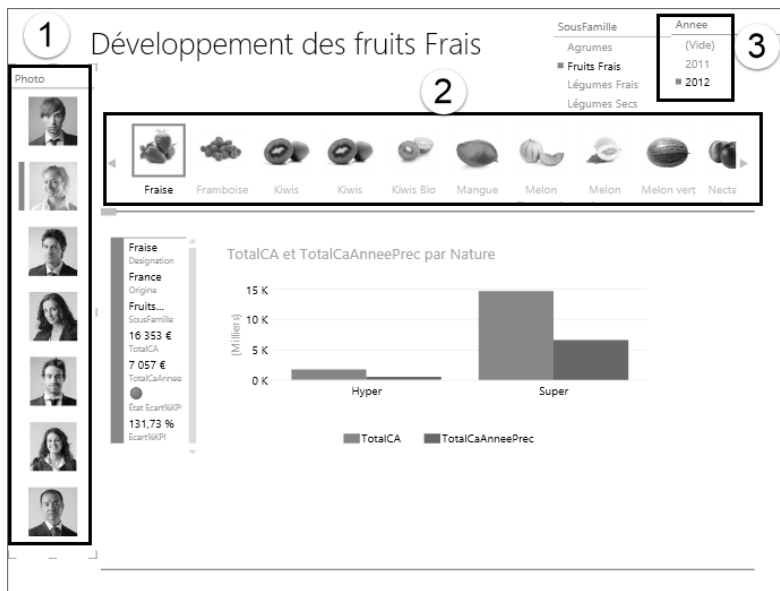 1
Développement des fruits Frais
SousFamille
Agrumes
Fruits Frais
Légumes Frais
Légumes Secs
Annee
(Vide)
2011
2012
3
Photo
2
Fraise
Framboise
Kiwis
Kiwis
Kiwis Bio
Mangue
Melon
Melon
Melon vert
Necta
Fraise
Designation
France
Origine
Fruits...
SousFamille
16 353 €
TotalCA
7 057 €
TotalCaAnnee
État Ecart%KPI
131,73 %
Ecart%KPI
TotalCA et TotalCaAnneePrec par Nature
(Milliers)
15 K
10 K
5 K
0 K
Hyper
Super
TotalCA
TotalCaAnneePrec